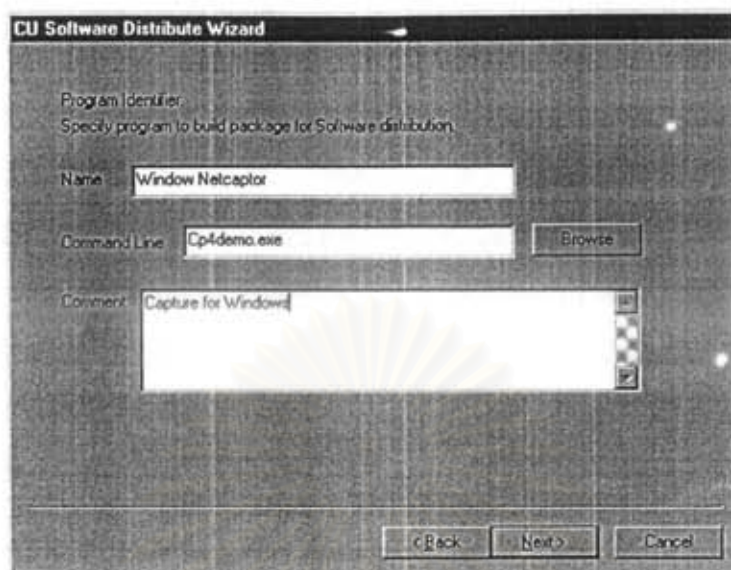 CU Software Distribute Wizard
Program Identifier.
Specify program to build package for Software distribution.
Name Window Netcaptor
Command Line Cp4demo.exe Browse
Comment Capture for Windows
< Back Next > Cancel